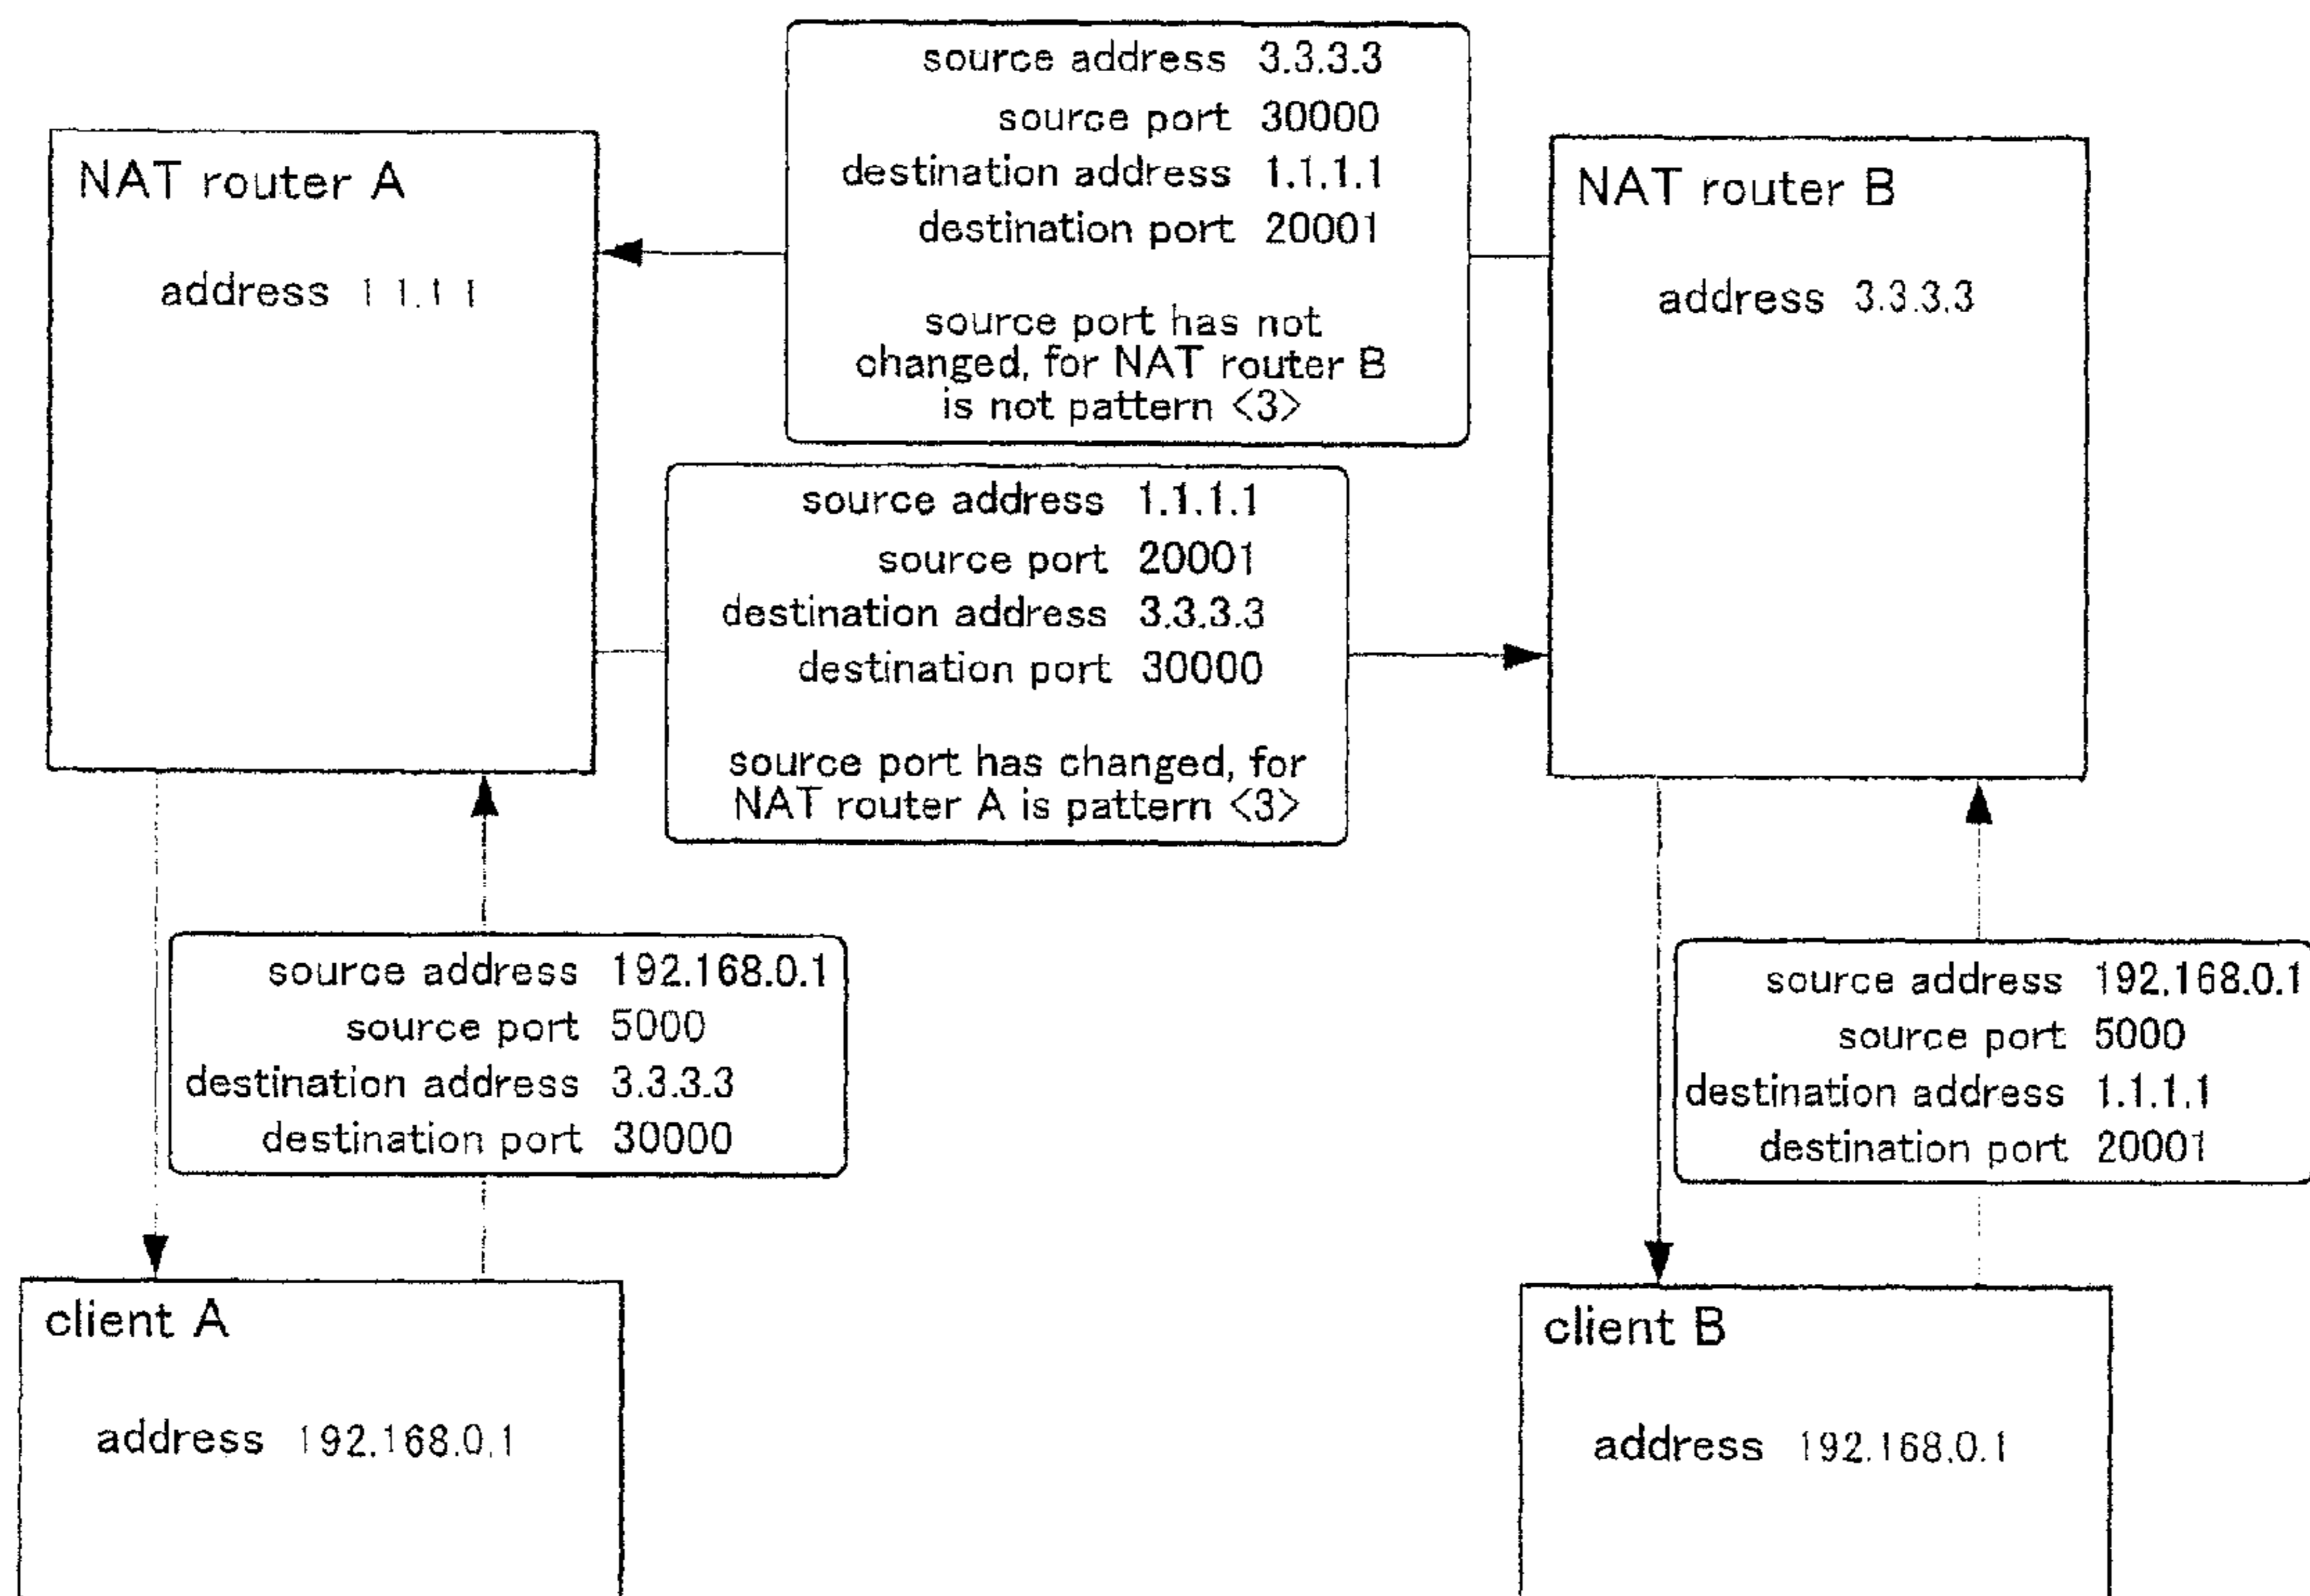 source address 3.3.3.3
source port 30000
destination address 1.1.1.1
destination port 20001
source port has not
changed, for NAT router B
is not pattern <3>
NAT router A
address 1.1.1.1
NAT router B
address 3.3.3.3
source address 1.1.1.1
source port 20001
destination address 3.3.3.3
destination port 30000
source port has changed, for
NAT router A is pattern <3>
source address 192.168.0.1
source port 5000
destination address 3.3.3.3
destination port 30000
source address 192.168.0.1
source port 5000
destination address 1.1.1.1
destination port 20001
client A
address 192.168.0.1
client B
address 192.168.0.1